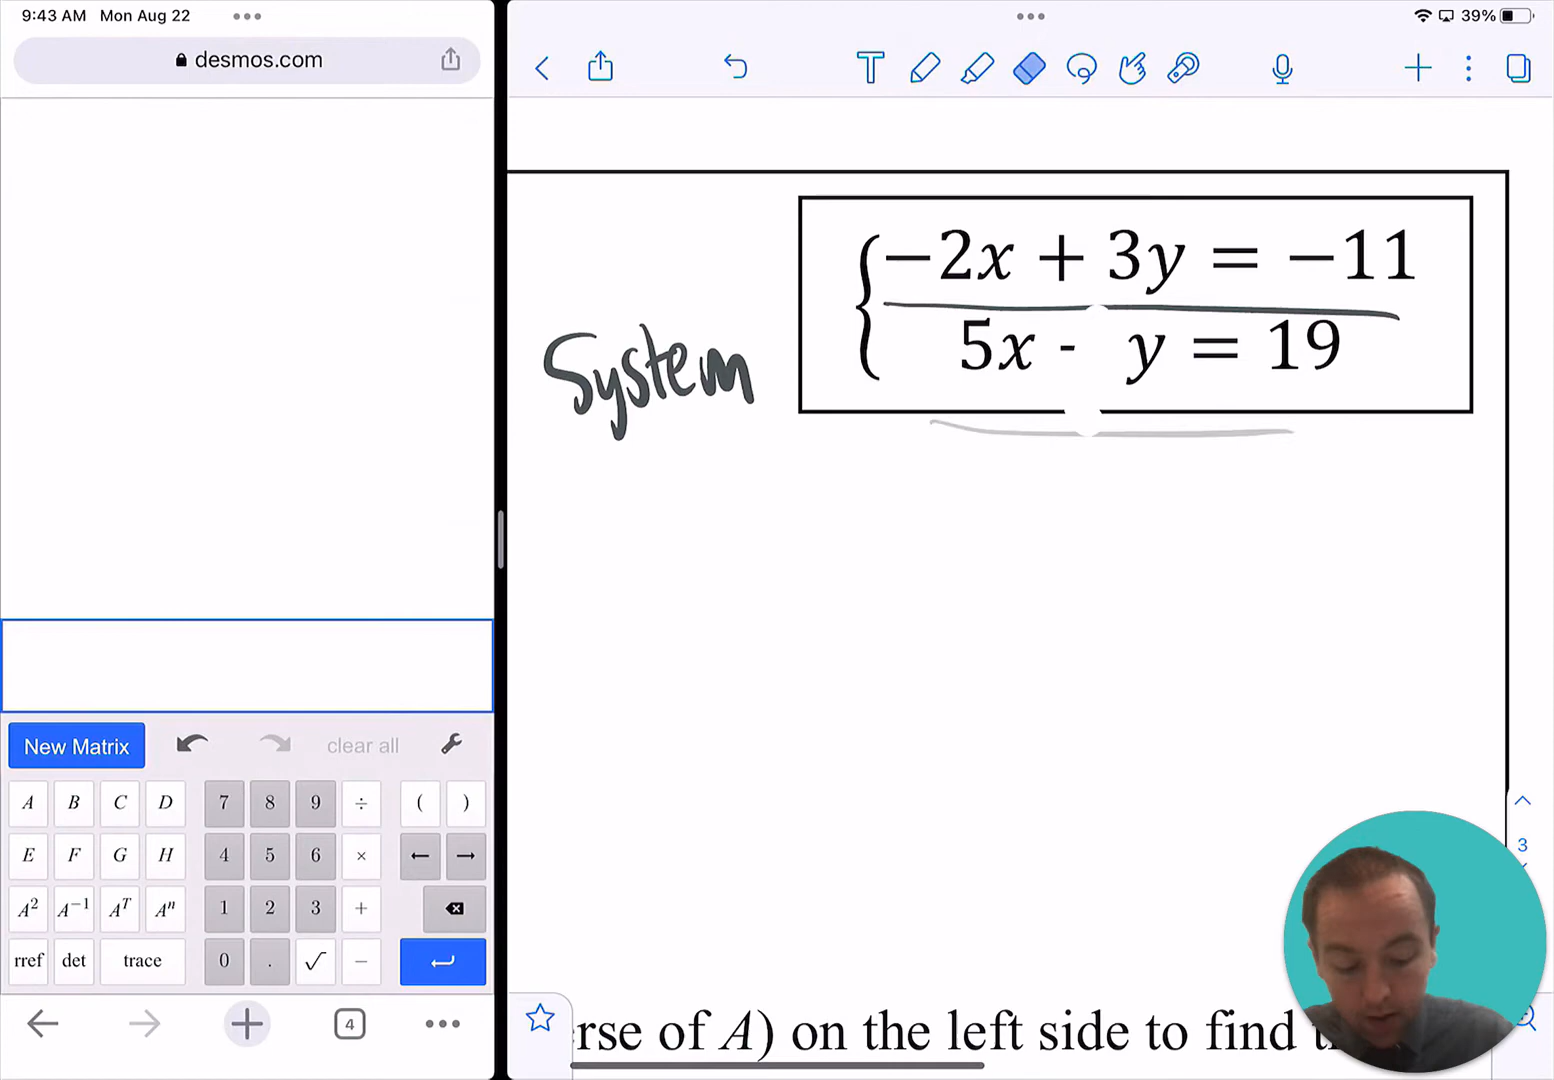 9:43 AM Mon Aug 22
39%
desmos.com
T
−2x + 3y = −11
5x - y = 19
System
New Matrix
clear all
A B C D 7 8 9 ÷ ( )
E F G H 4 5 6 × ← →
A² A⁻¹ Aᵀ Aⁿ 1 2 3 +
rref det trace 0 . √ −
3
4
erse of A) on the left side to find